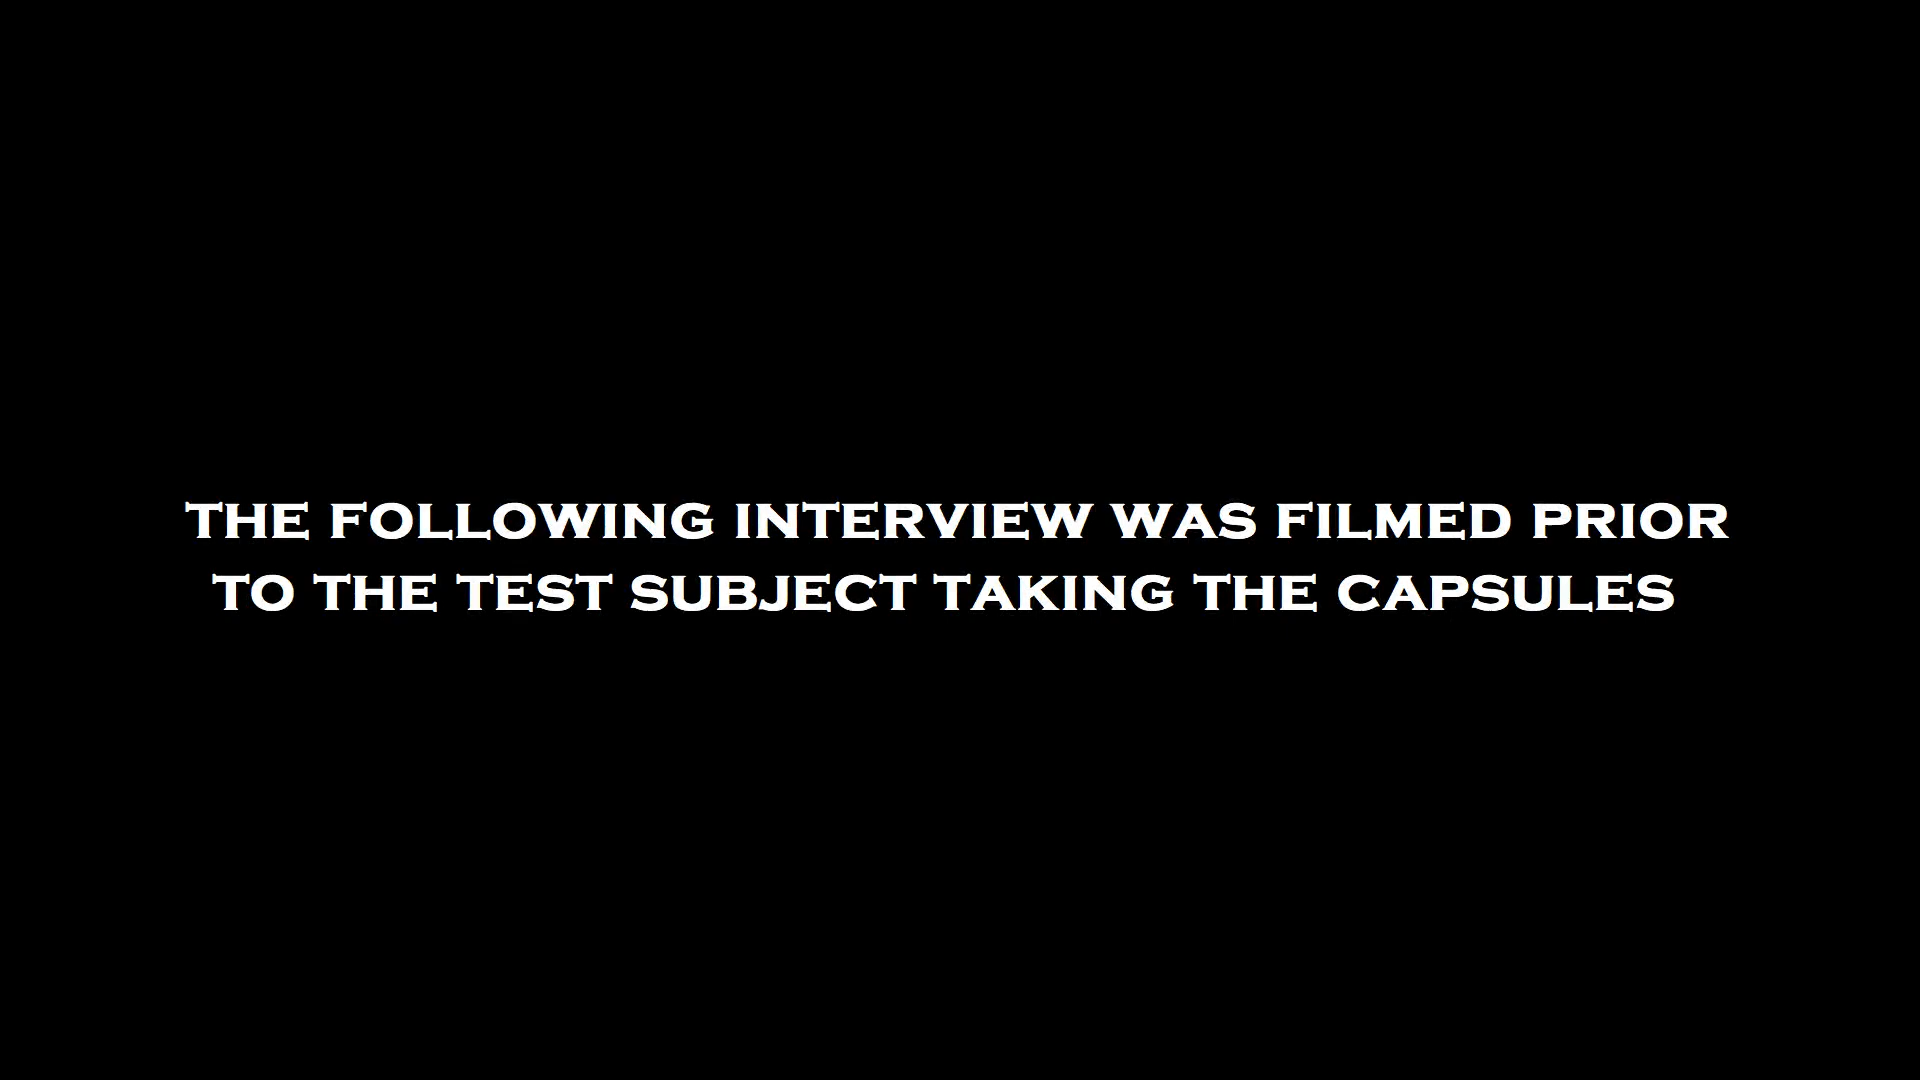 THE FOLLOWING INTERVIEW WAS FILMED PRIOR
TO THE TEST SUBJECT TAKING THE CAPSULES